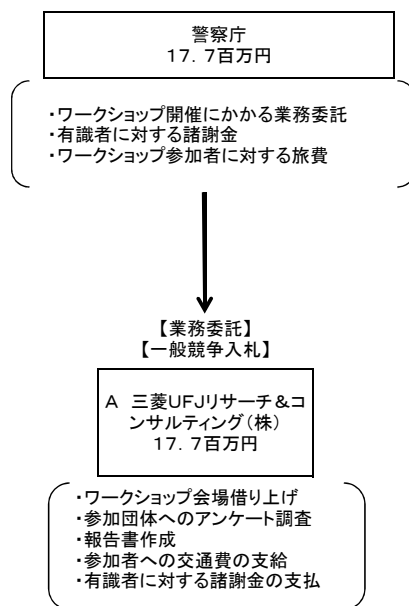 警察庁
17.7百万円
・ワークショップ開催にかかる業務委託
・有識者に対する諸謝金
・ワークショップ参加者に対する旅費
【業務委託】
【一般競争入札】
A 三菱UFJリサーチ&コ
ンサルティング(株)
17.7百万円
・ワークショップ会場借り上げ
・参加団体へのアンケート調査
・報告書作成
・参加者への交通費の支給
・有識者に対する諸謝金の支払